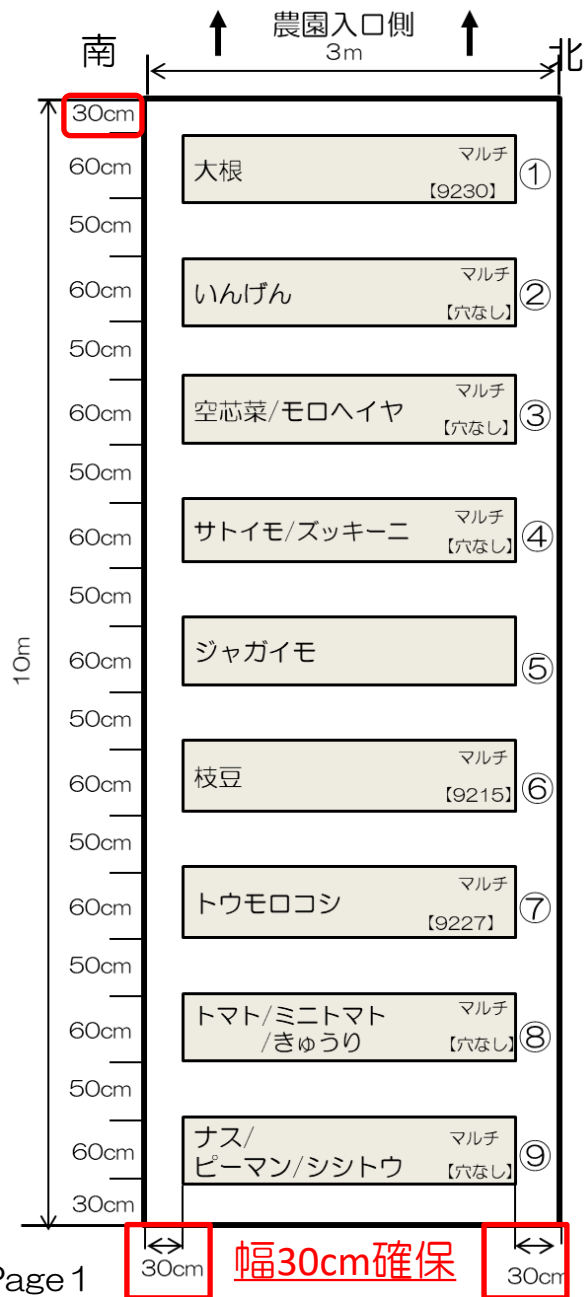 農園入口側
南
3m
北
30cm
60cm
大根
マルチ
【9230】
①
50cm
60cm
いんげん
マルチ
【穴なし】
②
50cm
60cm
空芯菜/モロヘイヤ
マルチ
【穴なし】
③
50cm
60cm
サトイモ/ズッキーニ
マルチ
【穴なし】
④
50cm
10m
60cm
ジャガイモ
⑤
50cm
60cm
枝豆
マルチ
【9215】
⑥
50cm
60cm
トウモロコシ
マルチ
【9227】
⑦
50cm
60cm
トマト/ミニトマト
/きゅうり
マルチ
【穴なし】
⑧
50cm
60cm
ナス/
ピーマン/シシトウ
マルチ
【穴なし】
⑨
30cm
30cm
幅30cm確保
30cm
Page 1